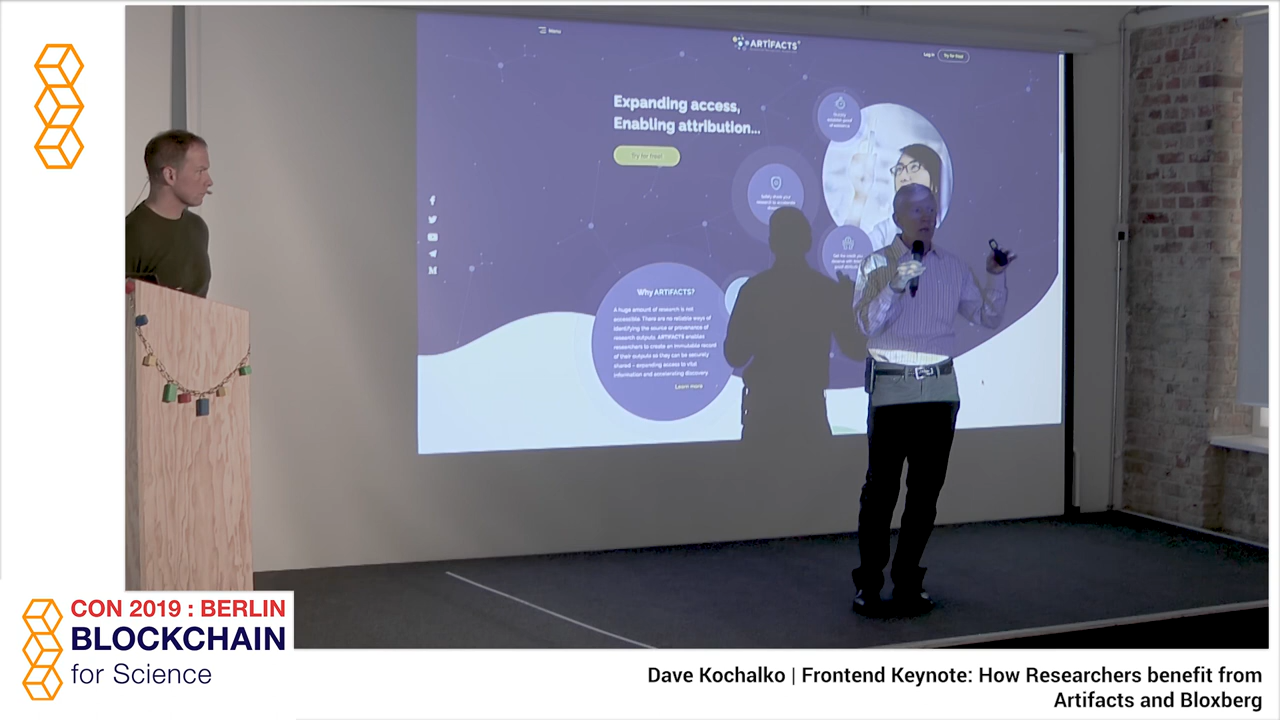 Menu
ARTiFACTS
Log in
Try for free!
Expanding access,
Enabling attribution...
Try for free!
Why ARTiFACTS?
A huge amount of research is not
accessible. There are no reliable ways of
identifying the source or provenance of
research outputs. ARTiFACTS enables
researchers to create an immutable record
of their outputs so they can be securely
shared – expanding access to vital
information and accelerating discovery
Learn more
CON 2019 : BERLIN
BLOCKCHAIN
for Science
Dave Kochalko | Frontend Keynote: How Researchers benefit from
Artifacts and Bloxberg